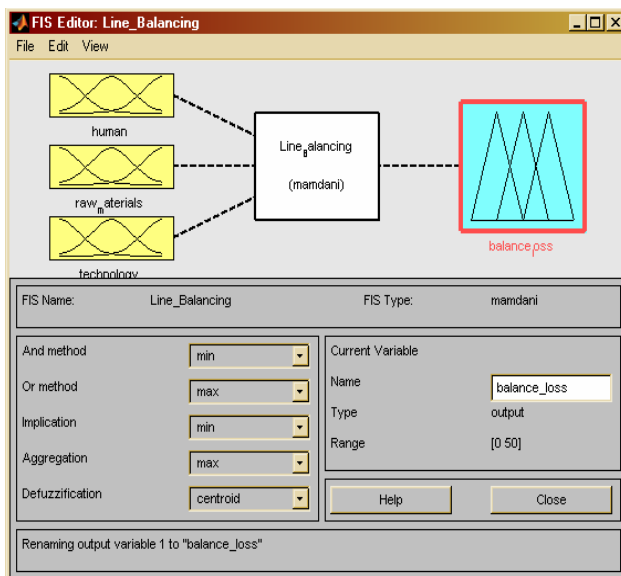 FIS Editor: Line_Balancing
File Edit View
human
raw_materials
technology
Line_Balancing
(mamdani)
balance_loss
FIS Name: Line_Balancing FIS Type: mamdani
And method min
Or method max
Implication min
Aggregation max
Defuzzification centroid
Current Variable
Name balance_loss
Type output
Range [0 50]
Help Close
Renaming output variable 1 to "balance_loss"